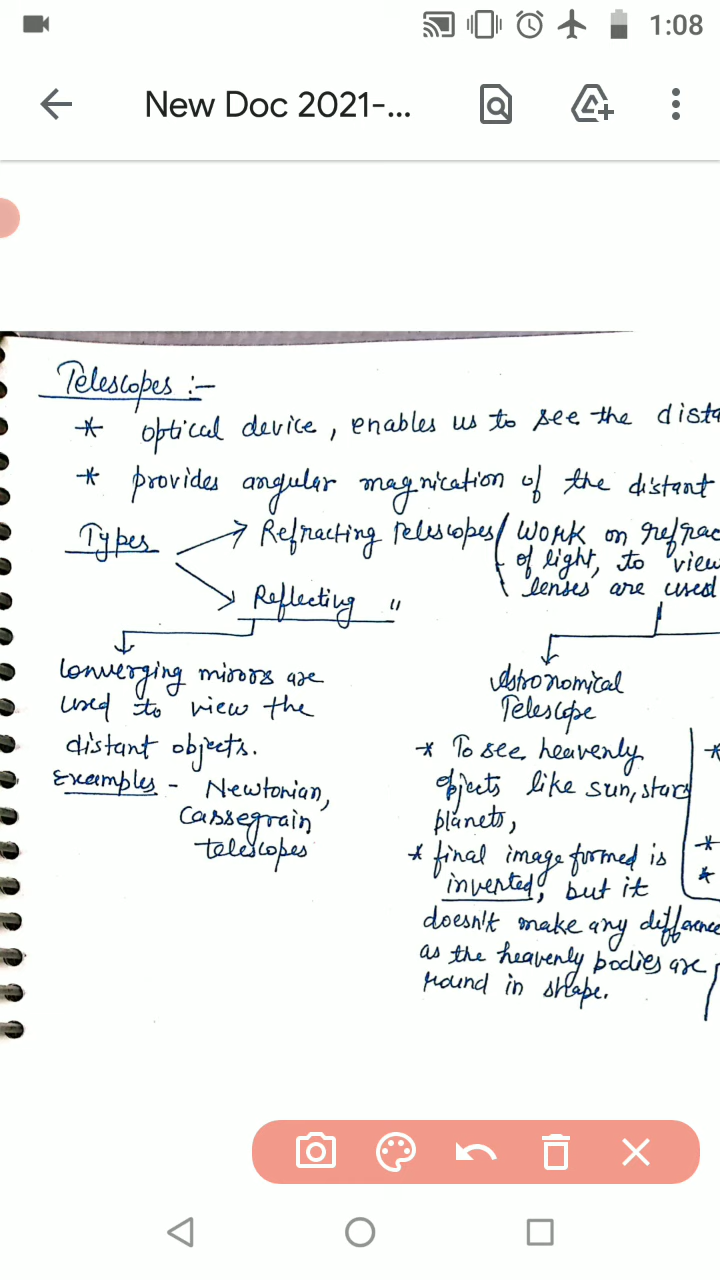 1:08
New Doc 2021-...
Telescopes :-
* optical device, enables us to see the dista
* provides angular magnication of the distant
Types
Refracting Telescopes
(Work on refrac
of light, to view
lenses are used
Reflecting "
Converging mirrors are
used to view the
distant objects.
Examples - Newtonian,
Cassegrain
telescopes
Astronomical
Telescope
* To see heavenly
objects like sun, stars
planets,
* final image formed is
inverted, but it
doesn't make any difference
as the heavenly bodies are
round in shape.
*
*
*